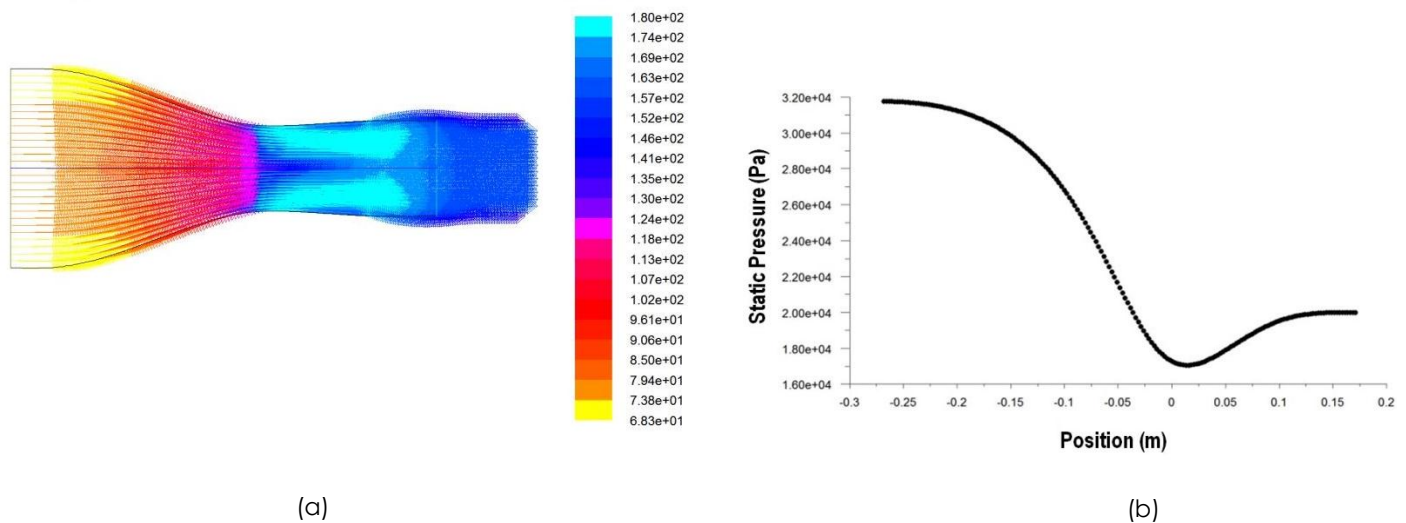 1.80e+02
1.74e+02
1.69e+02
1.63e+02
1.57e+02
1.52e+02
1.46e+02
1.41e+02
1.35e+02
1.30e+02
1.24e+02
1.18e+02
1.13e+02
1.07e+02
1.02e+02
9.61e+01
9.06e+01
8.50e+01
7.94e+01
7.38e+01
6.83e+01
(a)
Static Pressure (Pa)
3.20e+04
3.00e+04
2.80e+04
2.60e+04
2.40e+04
2.20e+04
2.00e+04
1.80e+04
1.60e+04
-0.3 -0.25 -0.2 -0.15 -0.1 -0.05 0 0.05 0.1 0.15 0.2
Position (m)
(b)